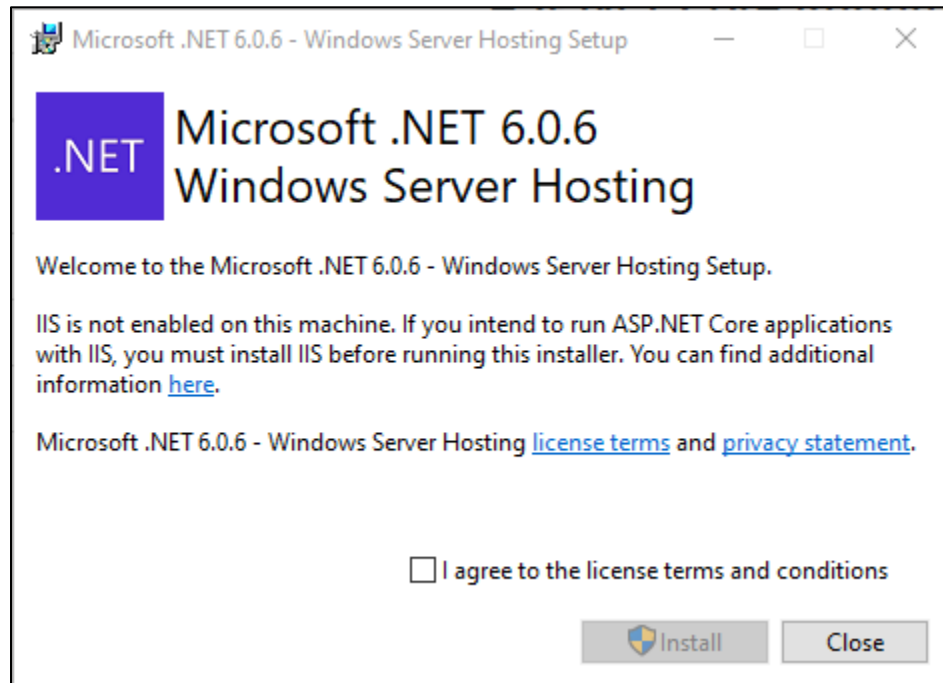 Microsoft .NET 6.0.6 - Windows Server Hosting Setup
.NET
Microsoft .NET 6.0.6
Windows Server Hosting
Welcome to the Microsoft .NET 6.0.6 - Windows Server Hosting Setup.
IIS is not enabled on this machine. If you intend to run ASP.NET Core applications
with IIS, you must install IIS before running this installer. You can find additional
information here.
Microsoft .NET 6.0.6 - Windows Server Hosting license terms and privacy statement.
I agree to the license terms and conditions
Install
Close